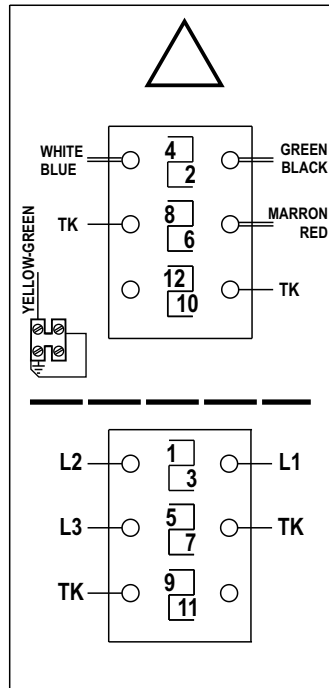 WHITE
BLUE
4
2
GREEN
BLACK
TK
8
6
MARRON
RED
YELLOW-GREEN
12
10
TK
L2
1
3
L1
L3
5
7
TK
TK
9
11